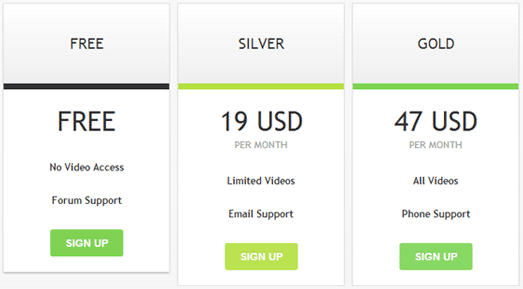 FREE
FREE
No Video Access
Forum Support
SIGN UP
SILVER
19 USD
PER MONTH
Limited Videos
Email Support
SIGN UP
GOLD
47 USD
PER MONTH
All Videos
Phone Support
SIGN UP